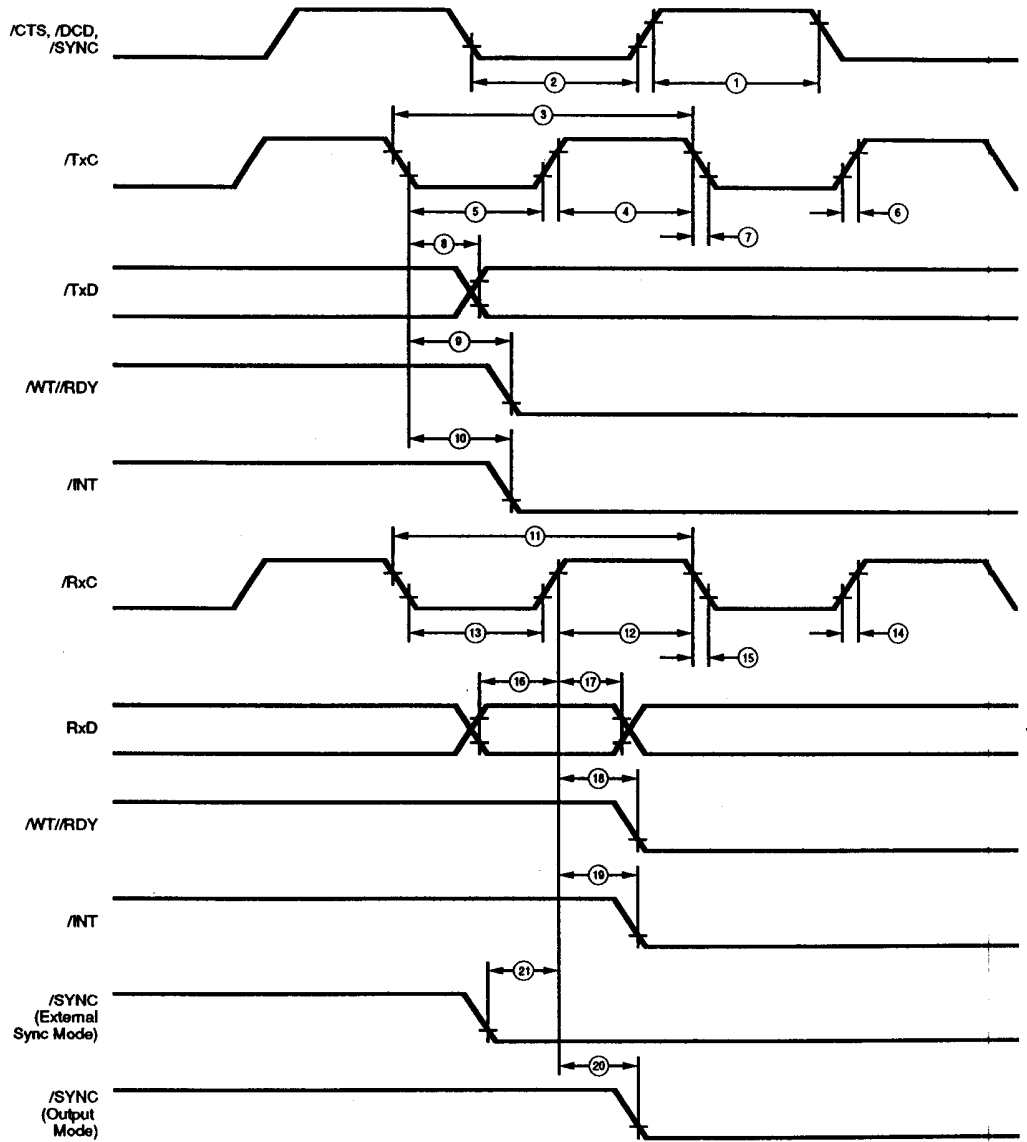 /CTS, /DCD,
/SYNC
2
1
3
/TxC
5
4
6
7
8
/TxD
9
/WT//RDY
10
/INT
11
/RxC
13
12
14
15
16
17
RxD
18
/WT//RDY
19
/INT
21
/SYNC
(External
Sync Mode)
20
/SYNC
(Output
Mode)